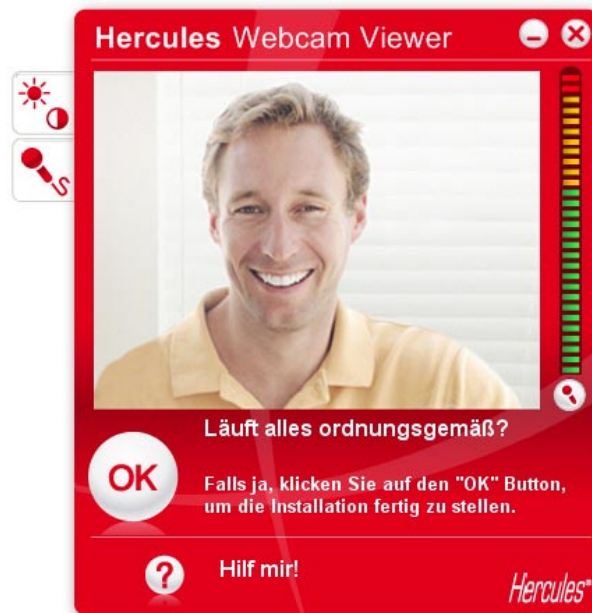 Hercules Webcam Viewer
Läuft alles ordnungsgemäß?
OK
Falls ja, klicken Sie auf den "OK" Button,
um die Installation fertig zu stellen.
? Hilf mir!
Hercules®